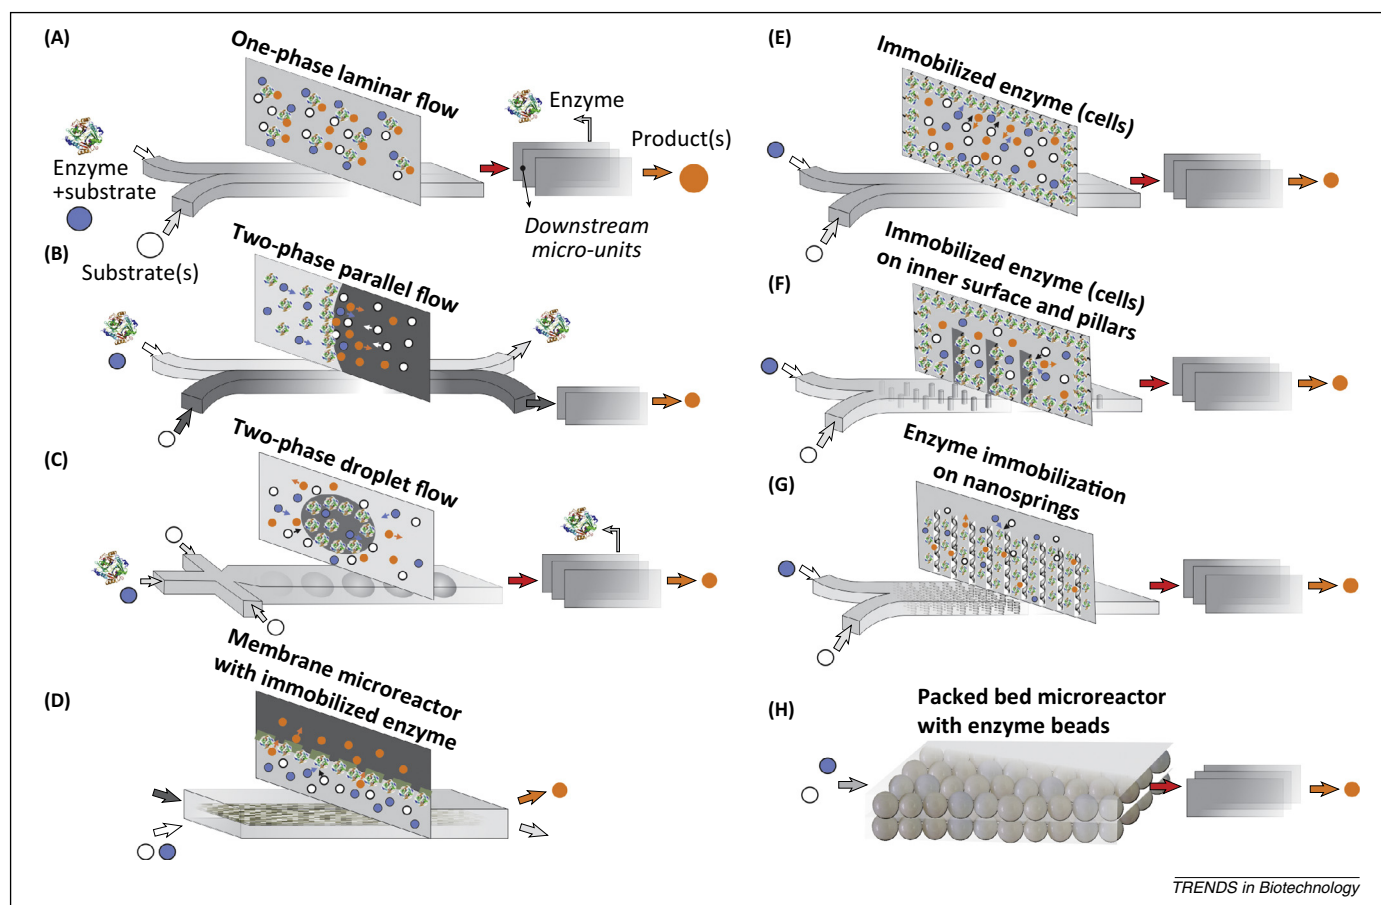 (A)
One-phase laminar flow
Enzyme
+substrate
Substrate(s)
Enzyme
Product(s)
Downstream
micro-units
(B)
Two-phase parallel flow
(C)
Two-phase droplet flow
(D)
Membrane microreactor
with immobilized enzyme
(E)
Immobilized enzyme (cells)
(F)
Immobilized enzyme (cells)
on inner surface and pillars
(G)
Enzyme immobilization
on nanosprings
(H)
Packed bed microreactor
with enzyme beads
TRENDS in Biotechnology